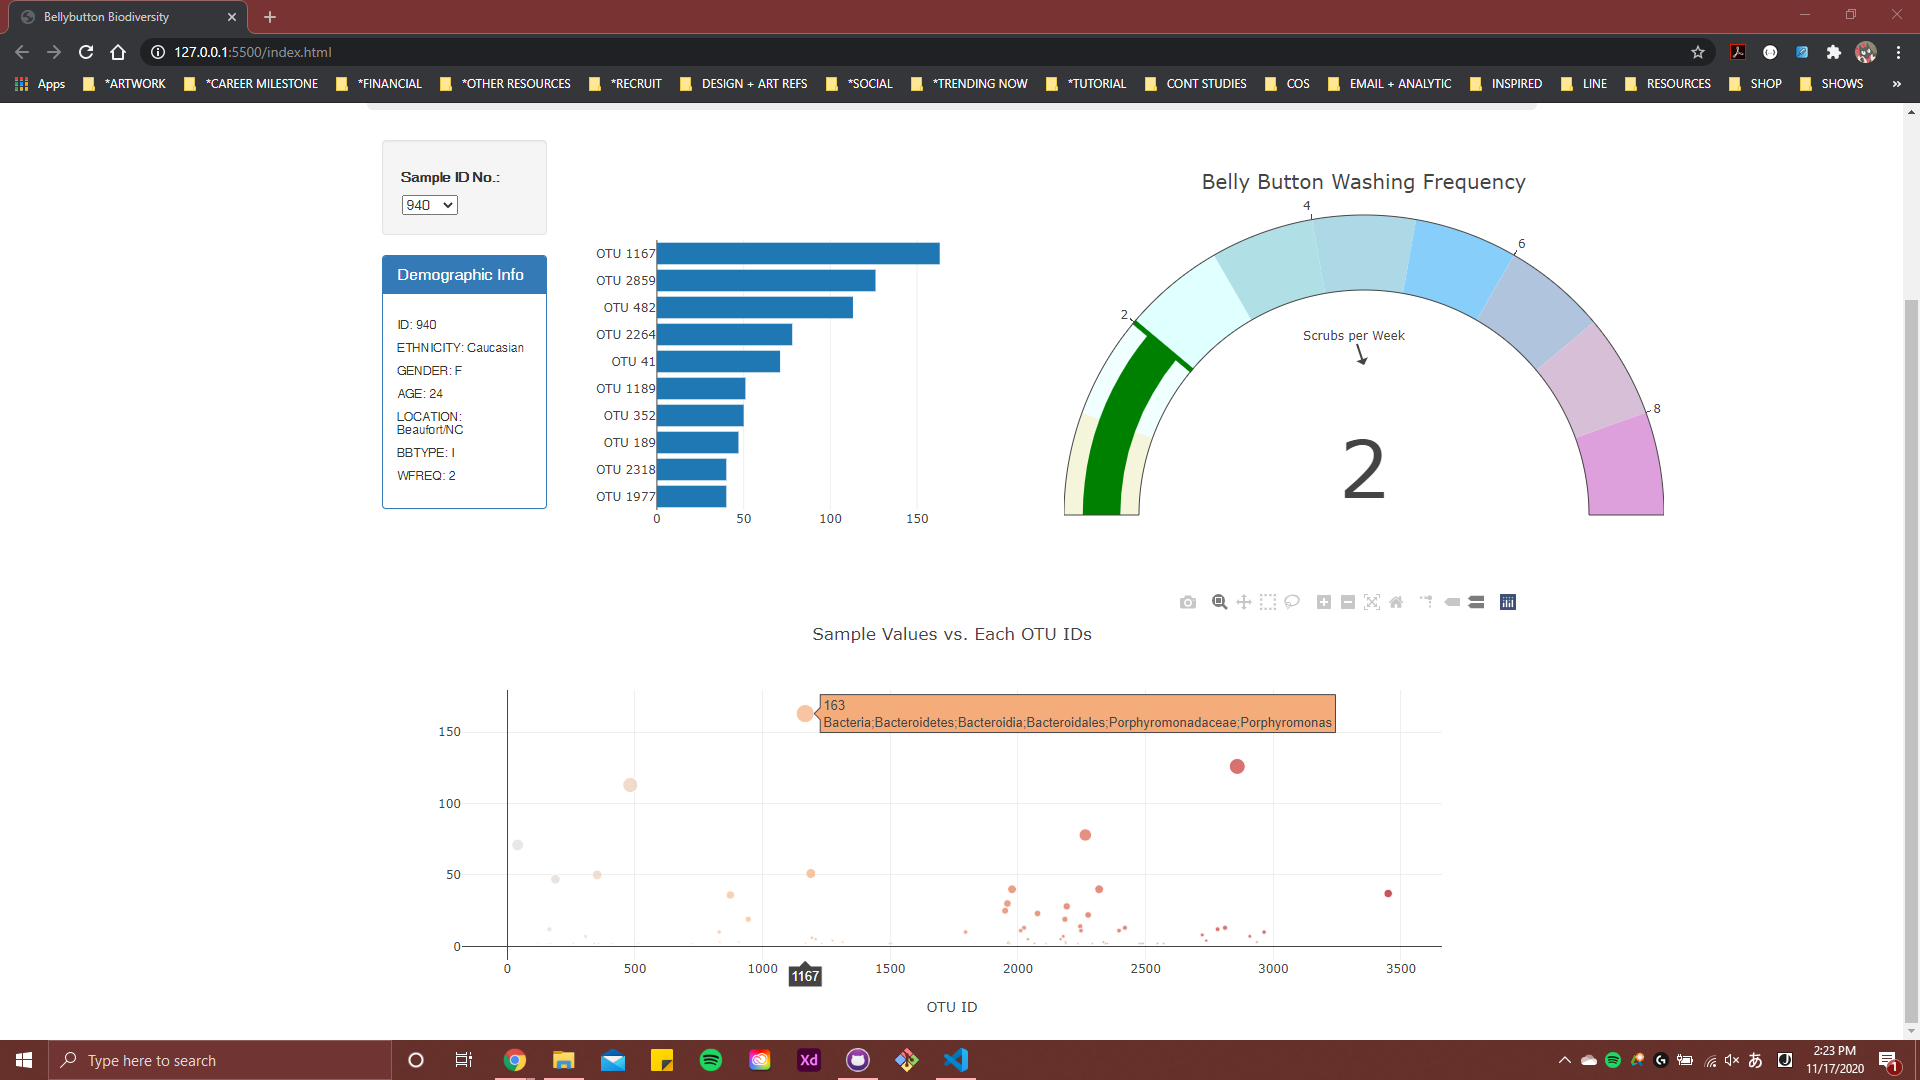 Bellybutton Biodiversity
127.0.0.1:5500/index.html
Apps *ARTWORK *CAREER MILESTONE *FINANCIAL *OTHER RESOURCES *RECRUIT DESIGN + ART REFS *SOCIAL *TRENDING NOW *TUTORIAL CONT STUDIES COS EMAIL + ANALYTIC INSPIRED LINE RESOURCES SHOP SHOWS »
Sample ID No.:
940
Demographic Info
ID: 940
ETHNICITY: Caucasian
GENDER: F
AGE: 24
LOCATION:
Beaufort/NC
BBTYPE: I
WFREQ: 2
OTU 1167
OTU 2859
OTU 482
OTU 2264
OTU 41
OTU 1189
OTU 352
OTU 189
OTU 2318
OTU 1977
0 50 100 150
Belly Button Washing Frequency
2
4
6
8
Scrubs per Week
2
Sample Values vs. Each OTU IDs
163
Bacteria;Bacteroidetes;Bacteroidia;Bacteroidales;Porphyromonadaceae;Porphyromonas
150
100
50
0
0 500 1000 1500 2000 2500 3000 3500
1167
OTU ID
Type here to search
Xd
あ
2:23 PM
11/17/2020
1